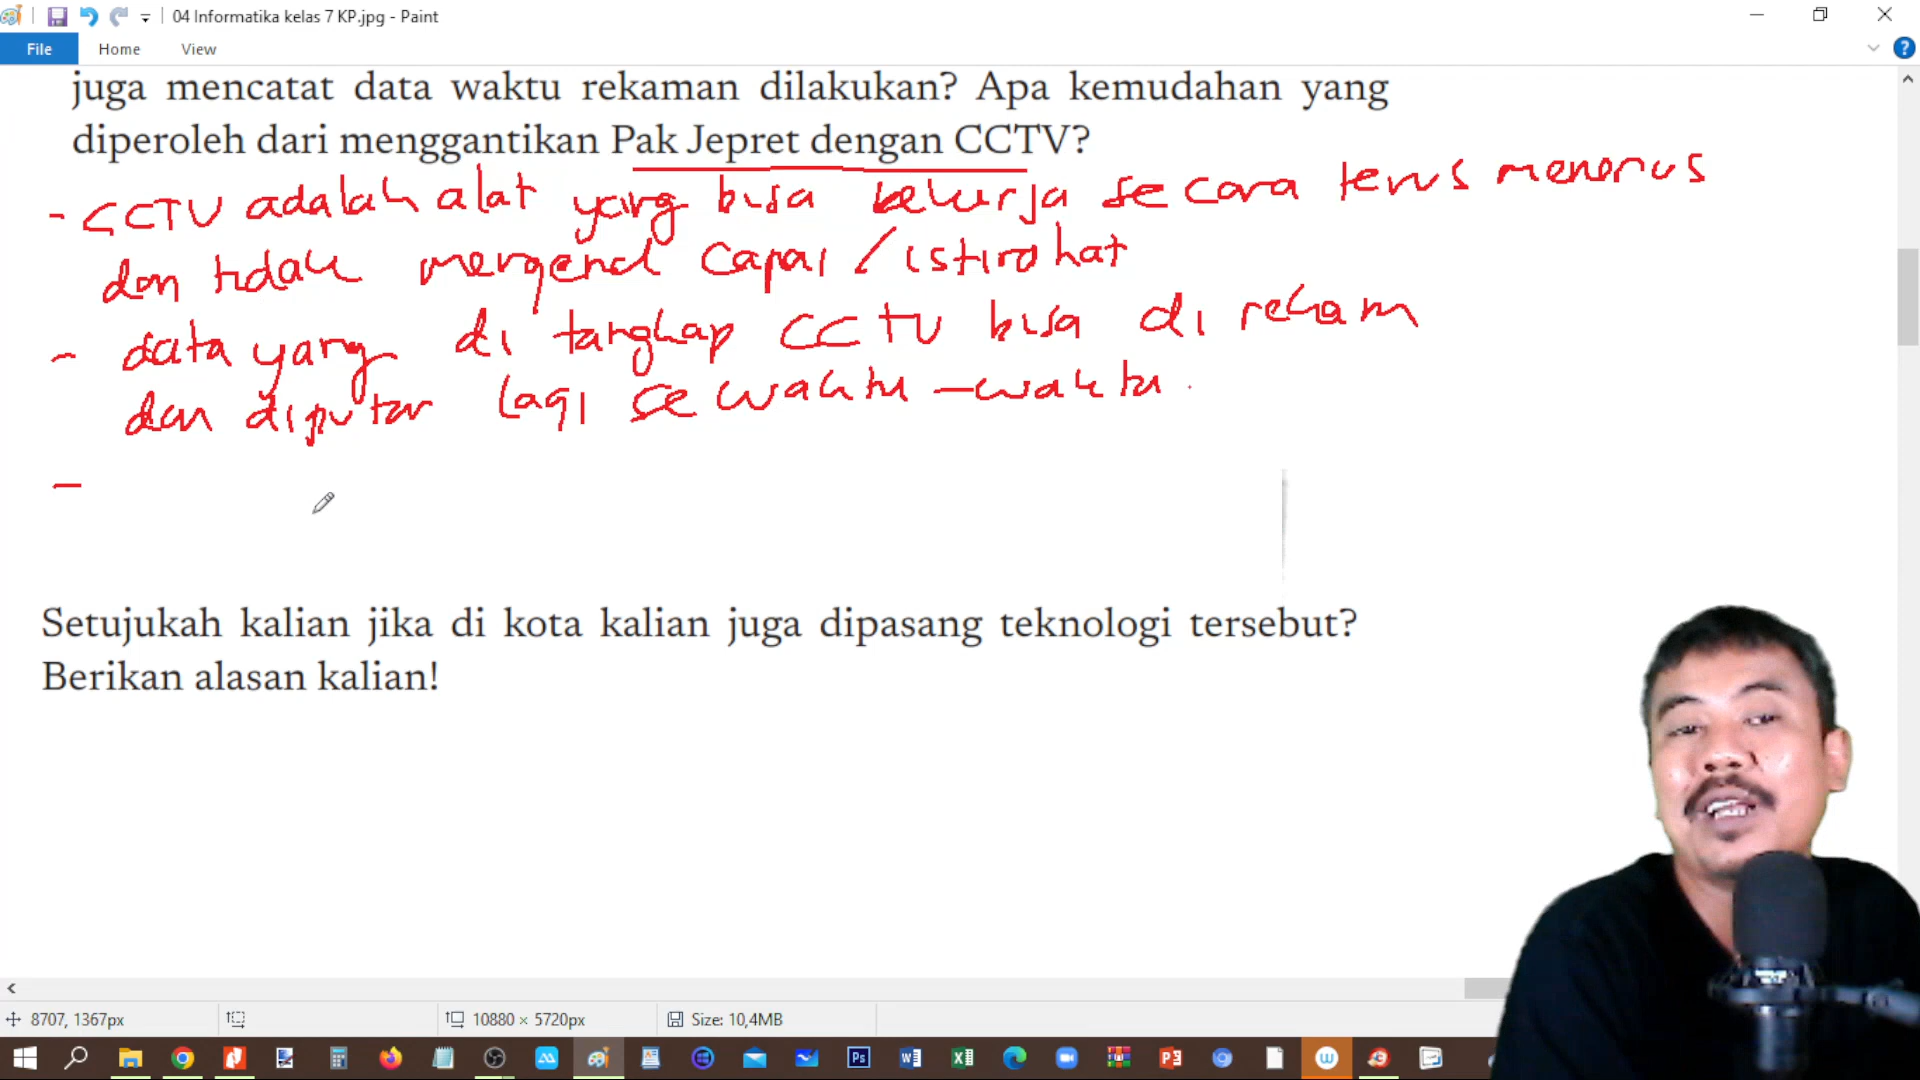 04 Informatika kelas 7 KP.jpg - Paint
File Home View
juga mencatat data waktu rekaman dilakukan? Apa kemudahan yang
diperoleh dari menggantikan Pak Jepret dengan CCTV?
- CCTV adalah alat yang bisa bekerja secara terus menerus
dan tidak mengenal capai / istirahat
- data yang di tangkap CCTV bisa di rekam
dan diputar lagi sewaktu-waktu.
-
Setujukah kalian jika di kota kalian juga dipasang teknologi tersebut?
Berikan alasan kalian!
8707, 1367px 10880 × 5720px Size: 10,4MB